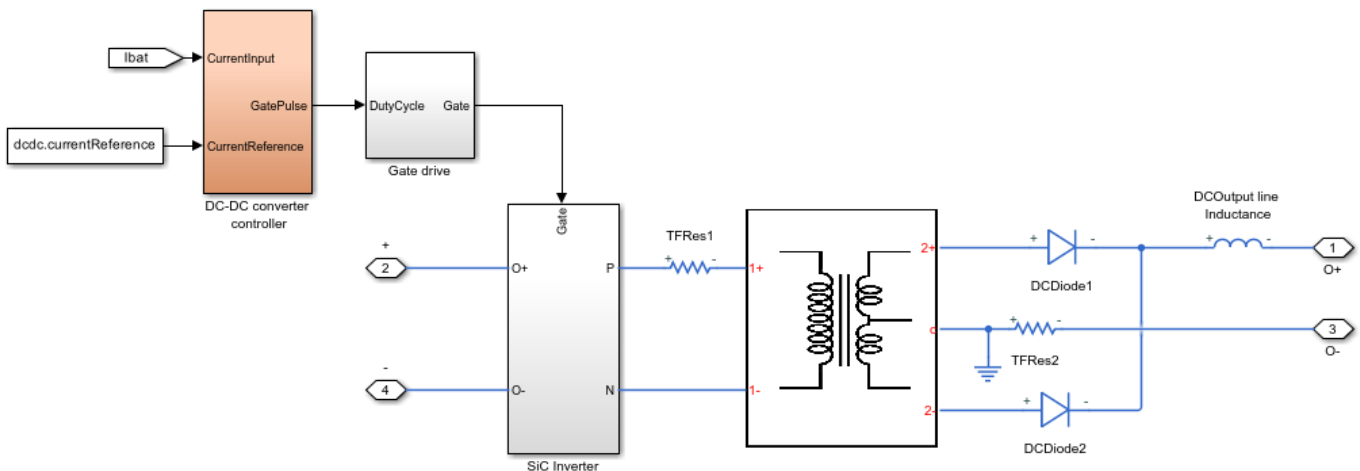 Ibat
CurrentInput
GatePulse
dcdc.currentReference
CurrentReference
DC-DC converter
controller
DutyCycle
Gate
Gate drive
Gate
+
2
O+
P
-
4
O-
N
SiC Inverter
TFRes1
+
-
1+
1-
2+
c
2-
+
-
DCDiode1
+
-
TFRes2
+
-
DCDiode2
DCOutput line
Inductance
+
-
1
O+
3
O-